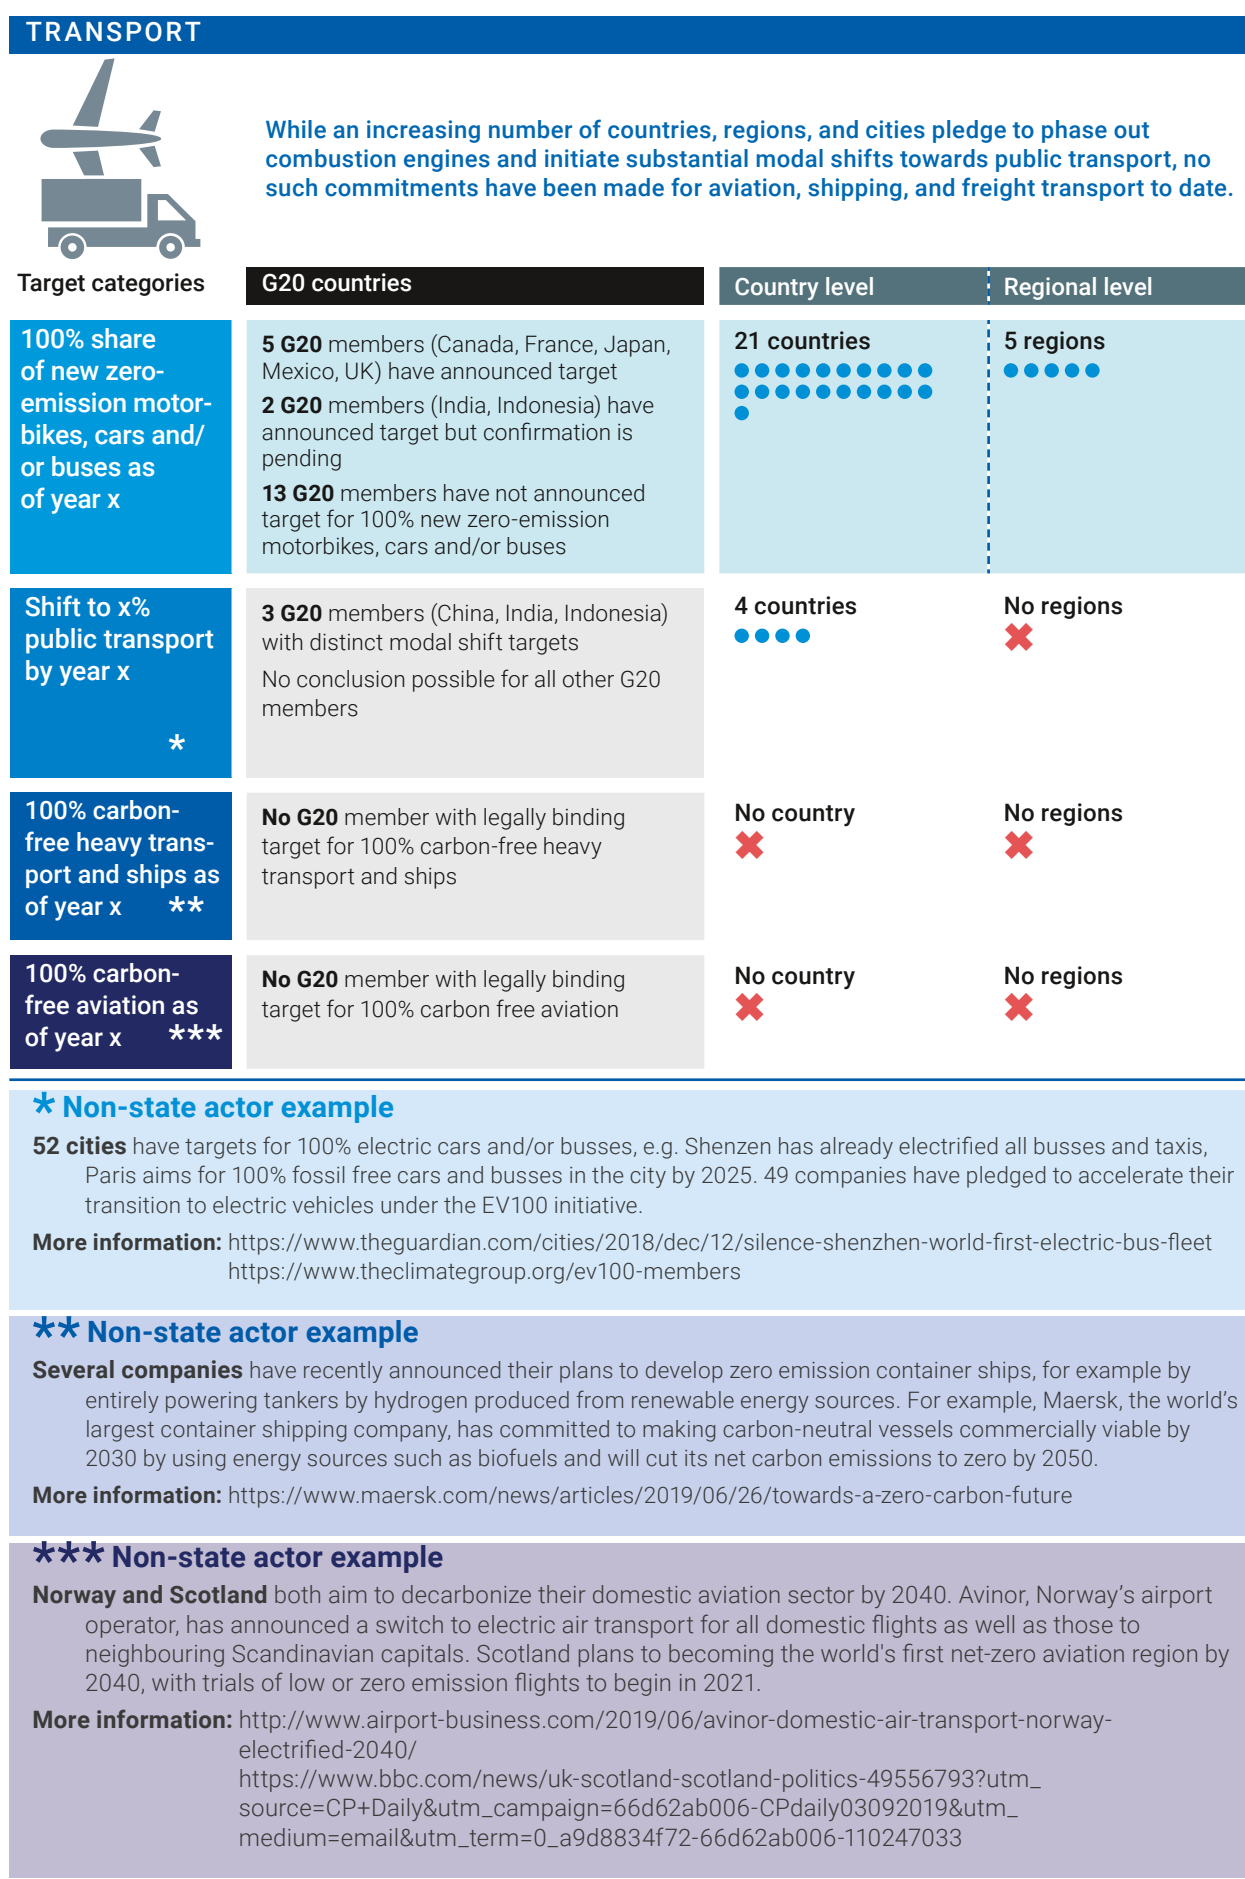 TRANSPORT
While an increasing number of countries, regions, and cities pledge to phase out
combustion engines and initiate substantial modal shifts towards public transport, no
such commitments have been made for aviation, shipping, and freight transport to date.
Target categories
G20 countries
Country level
Regional level
100% share
of new zero-
emission motor-
bikes, cars and/
or buses as
of year x
5 G20 members (Canada, France, Japan,
Mexico, UK) have announced target
2 G20 members (India, Indonesia) have
announced target but confirmation is
pending
13 G20 members have not announced
target for 100% new zero-emission
motorbikes, cars and/or buses
21 countries
5 regions
Shift to x%
public transport
by year x
*
3 G20 members (China, India, Indonesia)
with distinct modal shift targets
No conclusion possible for all other G20
members
4 countries
No regions
100% carbon-
free heavy trans-
port and ships as
of year x **
No G20 member with legally binding
target for 100% carbon-free heavy
transport and ships
No country
No regions
100% carbon-
free aviation as
of year x ***
No G20 member with legally binding
target for 100% carbon free aviation
No country
No regions
* Non-state actor example
52 cities have targets for 100% electric cars and/or busses, e.g. Shenzen has already electrified all busses and taxis,
Paris aims for 100% fossil free cars and busses in the city by 2025. 49 companies have pledged to accelerate their
transition to electric vehicles under the EV100 initiative.
More information: https://www.theguardian.com/cities/2018/dec/12/silence-shenzhen-world-first-electric-bus-fleet
https://www.theclimategroup.org/ev100-members
** Non-state actor example
Several companies have recently announced their plans to develop zero emission container ships, for example by
entirely powering tankers by hydrogen produced from renewable energy sources. For example, Maersk, the world's
largest container shipping company, has committed to making carbon-neutral vessels commercially viable by
2030 by using energy sources such as biofuels and will cut its net carbon emissions to zero by 2050.
More information: https://www.maersk.com/news/articles/2019/06/26/towards-a-zero-carbon-future
*** Non-state actor example
Norway and Scotland both aim to decarbonize their domestic aviation sector by 2040. Avinor, Norway's airport
operator, has announced a switch to electric air transport for all domestic flights as well as those to
neighbouring Scandinavian capitals. Scotland plans to becoming the world's first net-zero aviation region by
2040, with trials of low or zero emission flights to begin in 2021.
More information: http://www.airport-business.com/2019/06/avinor-domestic-air-transport-norway-
electrified-2040/
https://www.bbc.com/news/uk-scotland-scotland-politics-49556793?utm_
source=CP+Daily&utm_campaign=66d62ab006-CPdaily03092019&utm_
medium=email&utm_term=0_a9d8834f72-66d62ab006-110247033